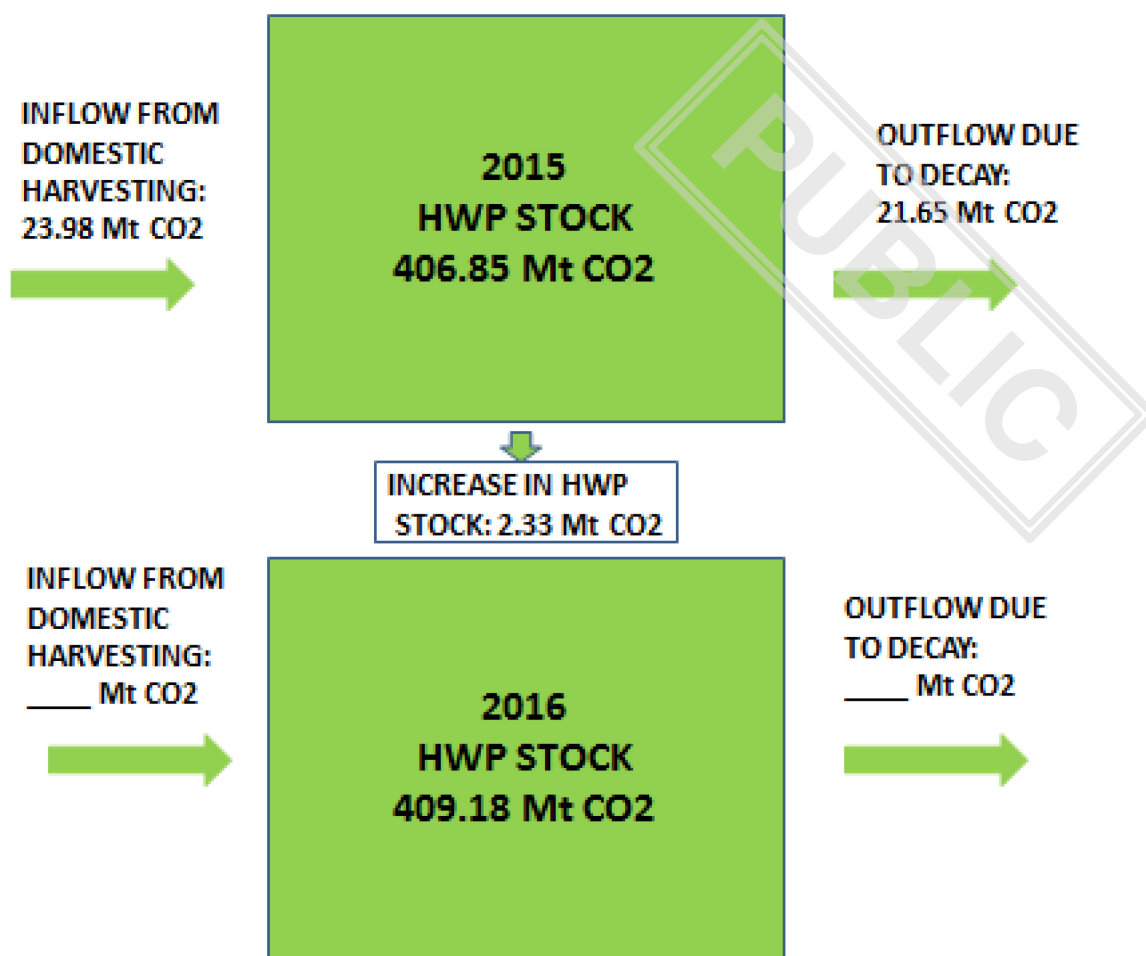 INFLOW FROM
DOMESTIC
HARVESTING:
23.98 Mt CO2
2015
HWP STOCK
406.85 Mt CO2
OUTFLOW DUE
TO DECAY:
21.65 Mt CO2
PUBLIC
INCREASE IN HWP
STOCK: 2.33 Mt CO2
INFLOW FROM
DOMESTIC
HARVESTING:
____ Mt CO2
2016
HWP STOCK
409.18 Mt CO2
OUTFLOW DUE
TO DECAY:
____ Mt CO2